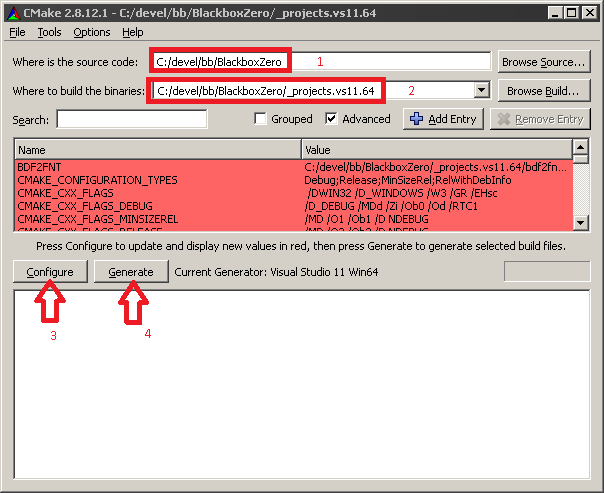 CMake 2.8.12.1 - C:/devel/bb/BlackboxZero/_projects.vs11.64
File Tools Options Help
Where is the source code: C:/devel/bb/BlackboxZero 1 Browse Source...
Where to build the binaries: C:/devel/bb/BlackboxZero/_projects.vs11.64 2 Browse Build...
Search: Grouped Advanced Add Entry Remove Entry
Name Value
BDF2FNT C:/devel/bb/BlackboxZero/_projects.vs11.64/bdf2fn...
CMAKE_CONFIGURATION_TYPES Debug;Release;MinSizeRel;RelWithDebInfo
CMAKE_CXX_FLAGS /DWIN32 /D_WINDOWS /W3 /GR /EHsc
CMAKE_CXX_FLAGS_DEBUG /D_DEBUG /MDd /Zi /Ob0 /Od /RTC1
CMAKE_CXX_FLAGS_MINSIZEREL /MD /O1 /Ob1 /D NDEBUG
CMAKE_CXX_FLAGS_RELEASE /MD /O2 /Ob2 /D NDEBUG
Press Configure to update and display new values in red, then press Generate to generate selected build files.
Configure Generate Current Generator: Visual Studio 11 Win64
3 4